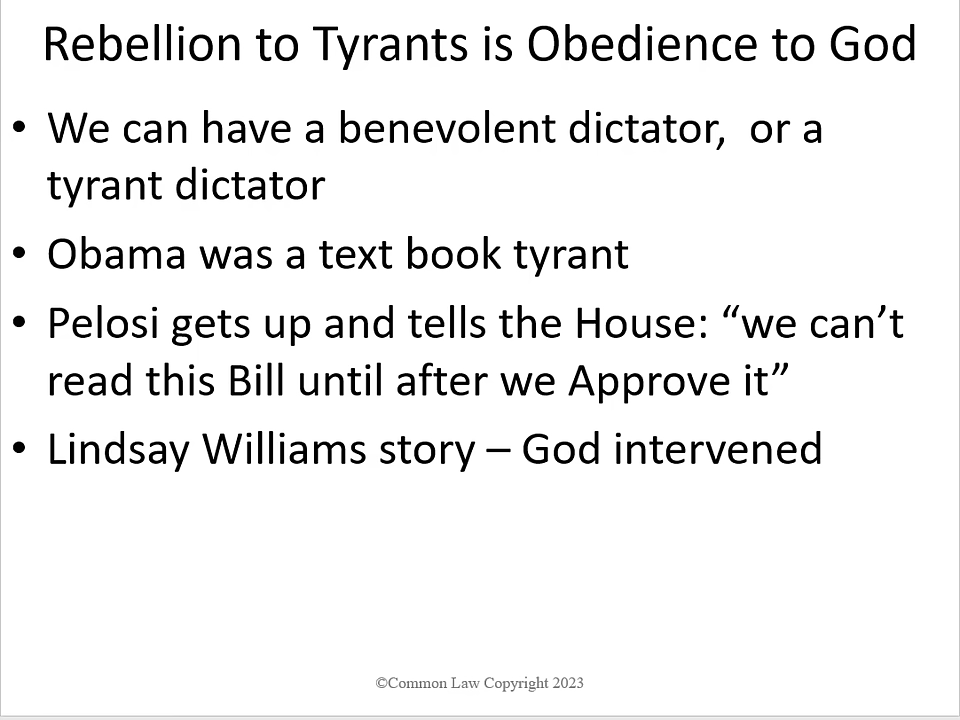 Rebellion to Tyrants is Obedience to God
• We can have a benevolent dictator,  or a
tyrant dictator
• Obama was a text book tyrant
• Pelosi gets up and tells the House: “we can’t
read this Bill until after we Approve it”
• Lindsay Williams story – God intervened
©Common Law Copyright 2023